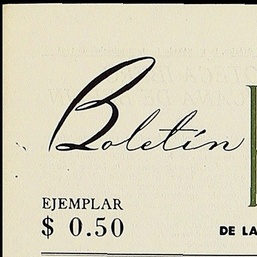 Boletín
EJEMPLAR
$ 0.50
DE LA